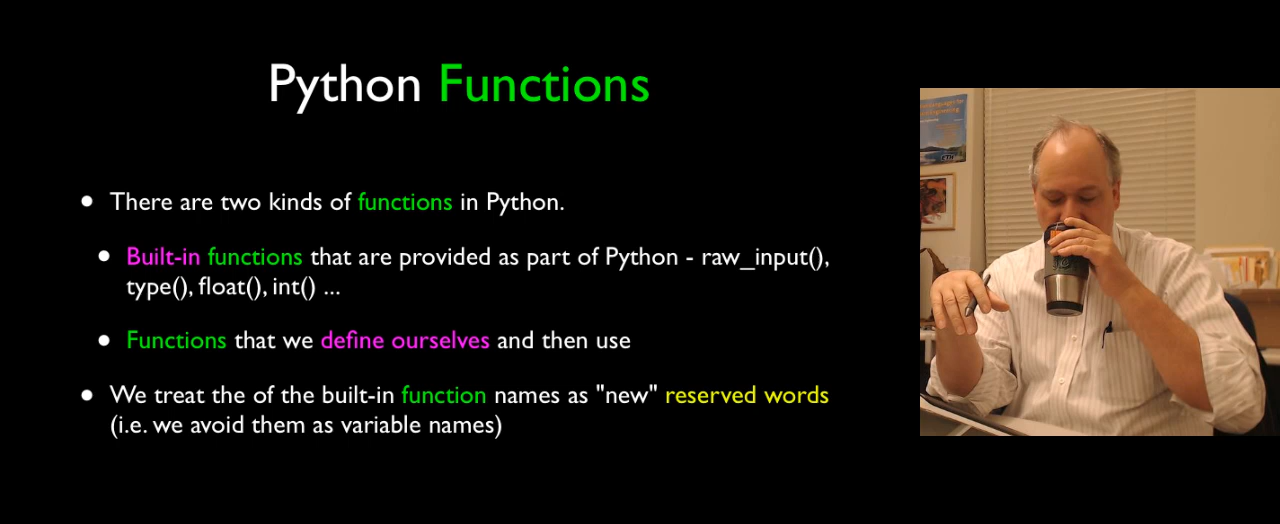 Python Functions
There are two kinds of functions in Python.
Built-in functions that are provided as part of Python - raw_input(),
type(), float(), int() ...
Functions that we define ourselves and then use
We treat the of the built-in function names as "new" reserved words
(i.e. we avoid them as variable names)